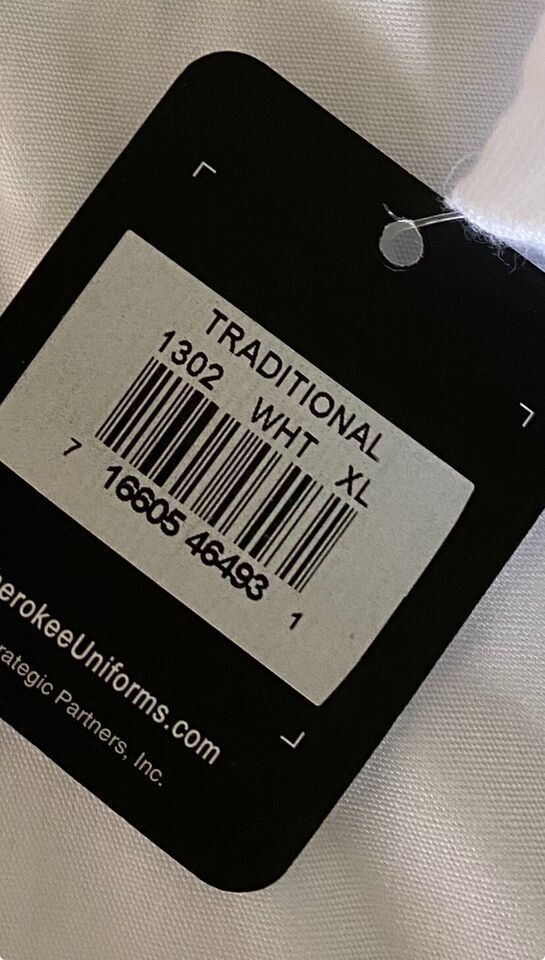 TRADITIONAL
1302 WHT XL
7 16605 46493 1
erokeeUniforms.com
rategic Partners, Inc.